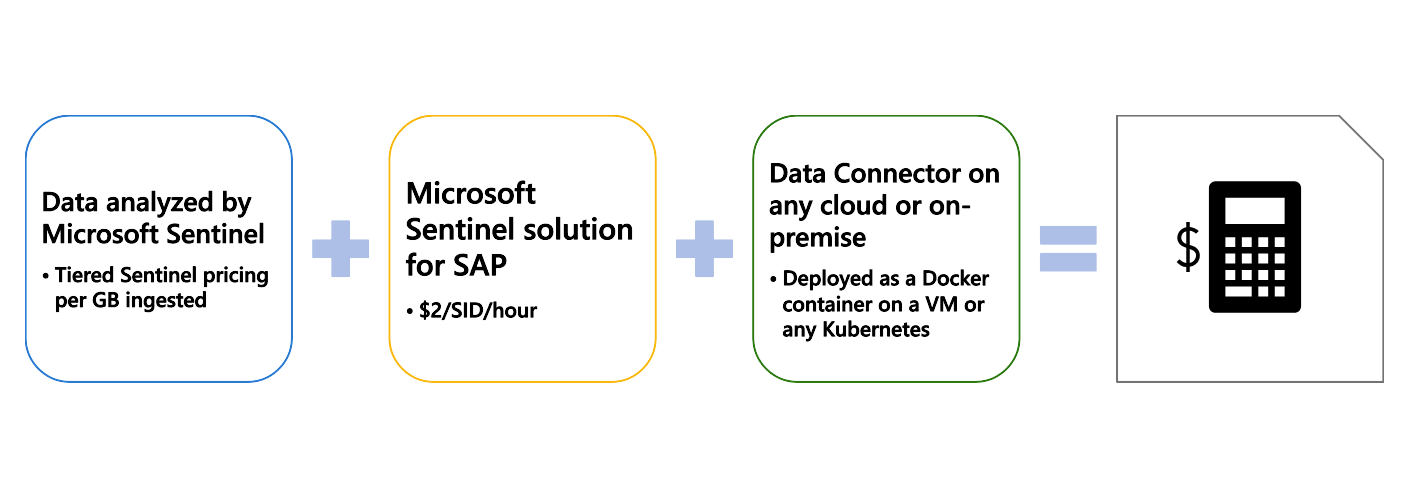 Data analyzed by
Microsoft Sentinel
• Tiered Sentinel pricing
per GB ingested
Microsoft
Sentinel solution
for SAP
• $2/SID/hour
Data Connector on
any cloud or on-
premise
• Deployed as a Docker
container on a VM or
any Kubernetes
$